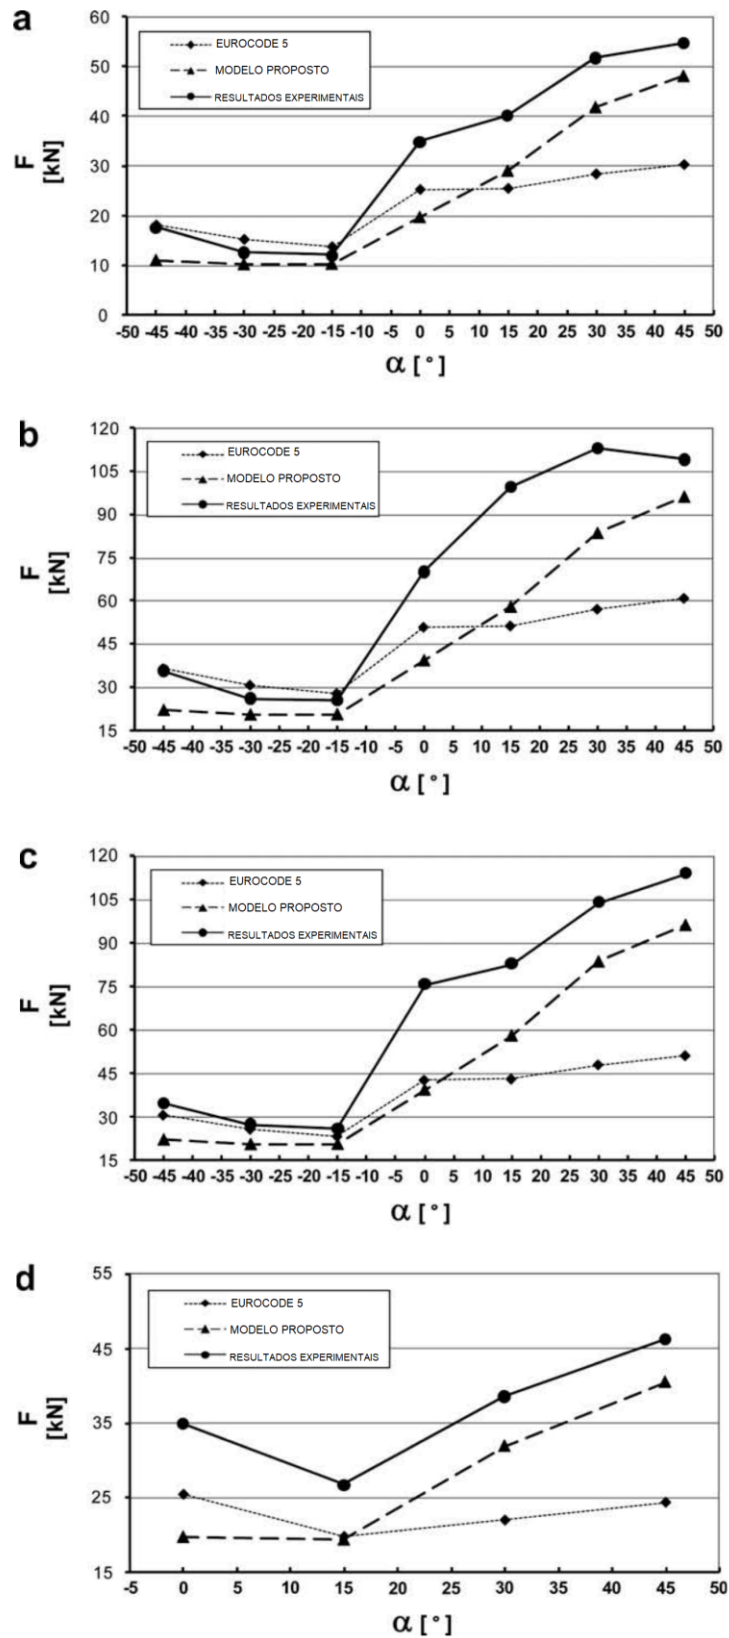 a
60
50
40
30
20
10
0
F
[kN]
EUROCODE 5
MODELO PROPOSTO
RESULTADOS EXPERIMENTAIS
-50 -45 -40 -35 -30 -25 -20 -15 -10 -5 0 5 10 15 20 25 30 35 40 45 50
α [ ° ]
b
120
105
90
75
60
45
30
15
F
[kN]
EUROCODE 5
MODELO PROPOSTO
RESULTADOS EXPERIMENTAIS
-50 -45 -40 -35 -30 -25 -20 -15 -10 -5 0 5 10 15 20 25 30 35 40 45 50
α [ ° ]
c
120
105
90
75
60
45
30
15
F
[kN]
EUROCODE 5
MODELO PROPOSTO
RESULTADOS EXPERIMENTAIS
-50 -45 -40 -35 -30 -25 -20 -15 -10 -5 0 5 10 15 20 25 30 35 40 45 50
α [ ° ]
d
55
45
35
25
15
F
[kN]
EUROCODE 5
MODELO PROPOSTO
RESULTADOS EXPERIMENTAIS
-5 0 5 10 15 20 25 30 35 40 45 50
α [ ° ]